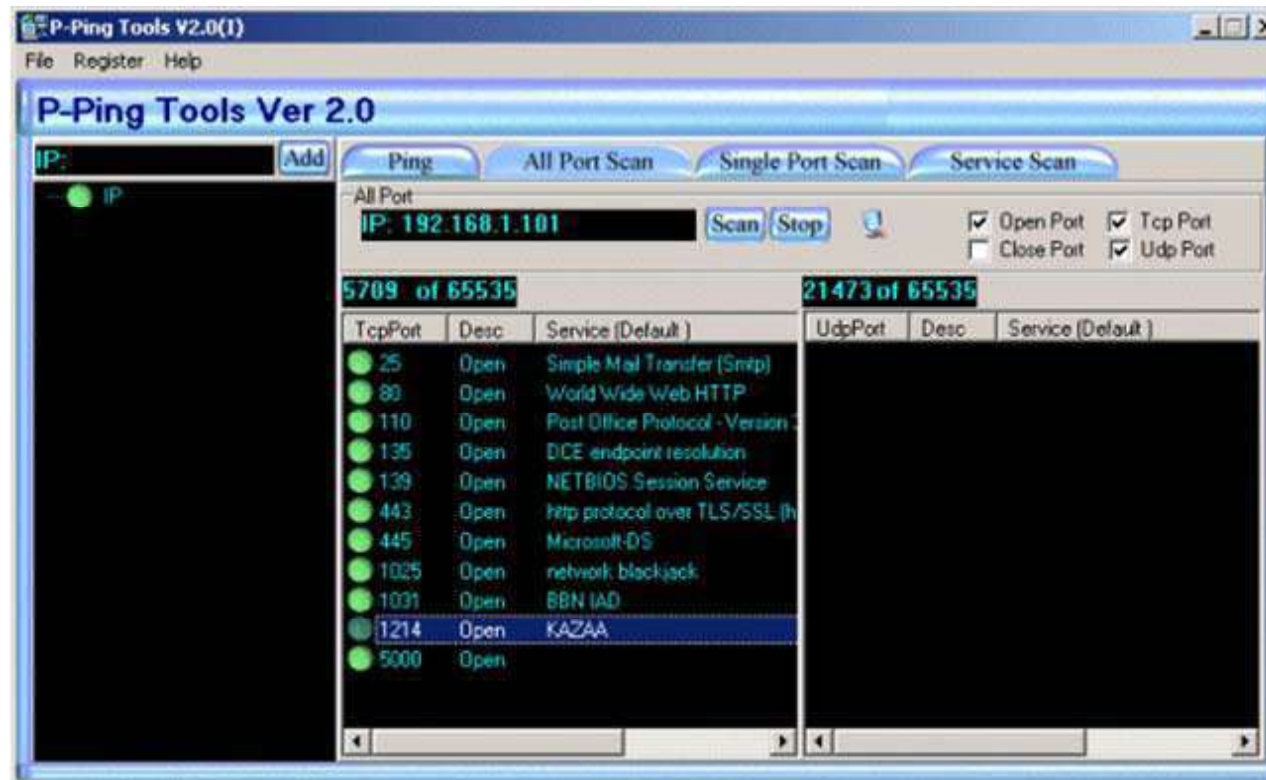 P-Ping Tools V2.0(I)
File Register Help
P-Ping Tools Ver 2.0
IP: Add
IP
Ping All Port Scan Single Port Scan Service Scan
All Port
IP: 192.168.1.101 Scan Stop
Open Port Tcp Port
Close Port Udp Port
5709 of 65535
TcpPort Desc Service (Default )
25 Open Simple Mail Transfer (Smtp)
80 Open World Wide Web HTTP
110 Open Post Office Protocol - Version
135 Open DCE endpoint resolution
139 Open NETBIOS Session Service
443 Open http protocol over TLS/SSL (h
445 Open Microsoft-DS
1025 Open network blackjack
1031 Open BBN IAD
1214 Open KAZAA
5000 Open
21473 of 65535
UdpPort Desc Service (Default )